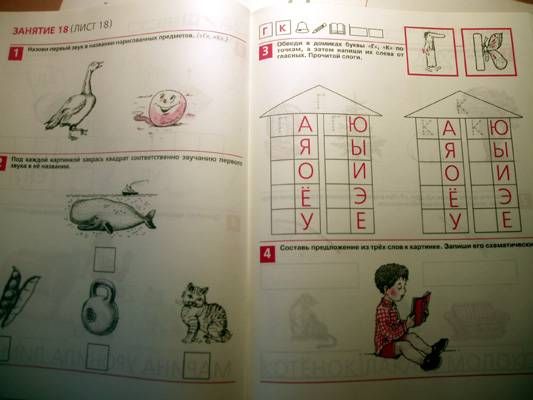 ЗАНЯТИЕ 18 (ЛИСТ 18)
1 Назови первый звук в названии нарисованных предметов. («Г», «К».)
2 Под каждой картинкой закрась квадрат соответственно звучанию первого
звука в её названии.
Г К
3 Обведи в домиках буквы «Г», «К» по
точкам, а затем напиши их слева от
гласных. Прочитай слоги.
Г К
Г А Г Ю К А К Ю
Я Ы Я Ы
О И О И
Ё Э Ё Э
У Е У Е
4 Составь предложение из трёх слов к картинке. Запиши его схематически